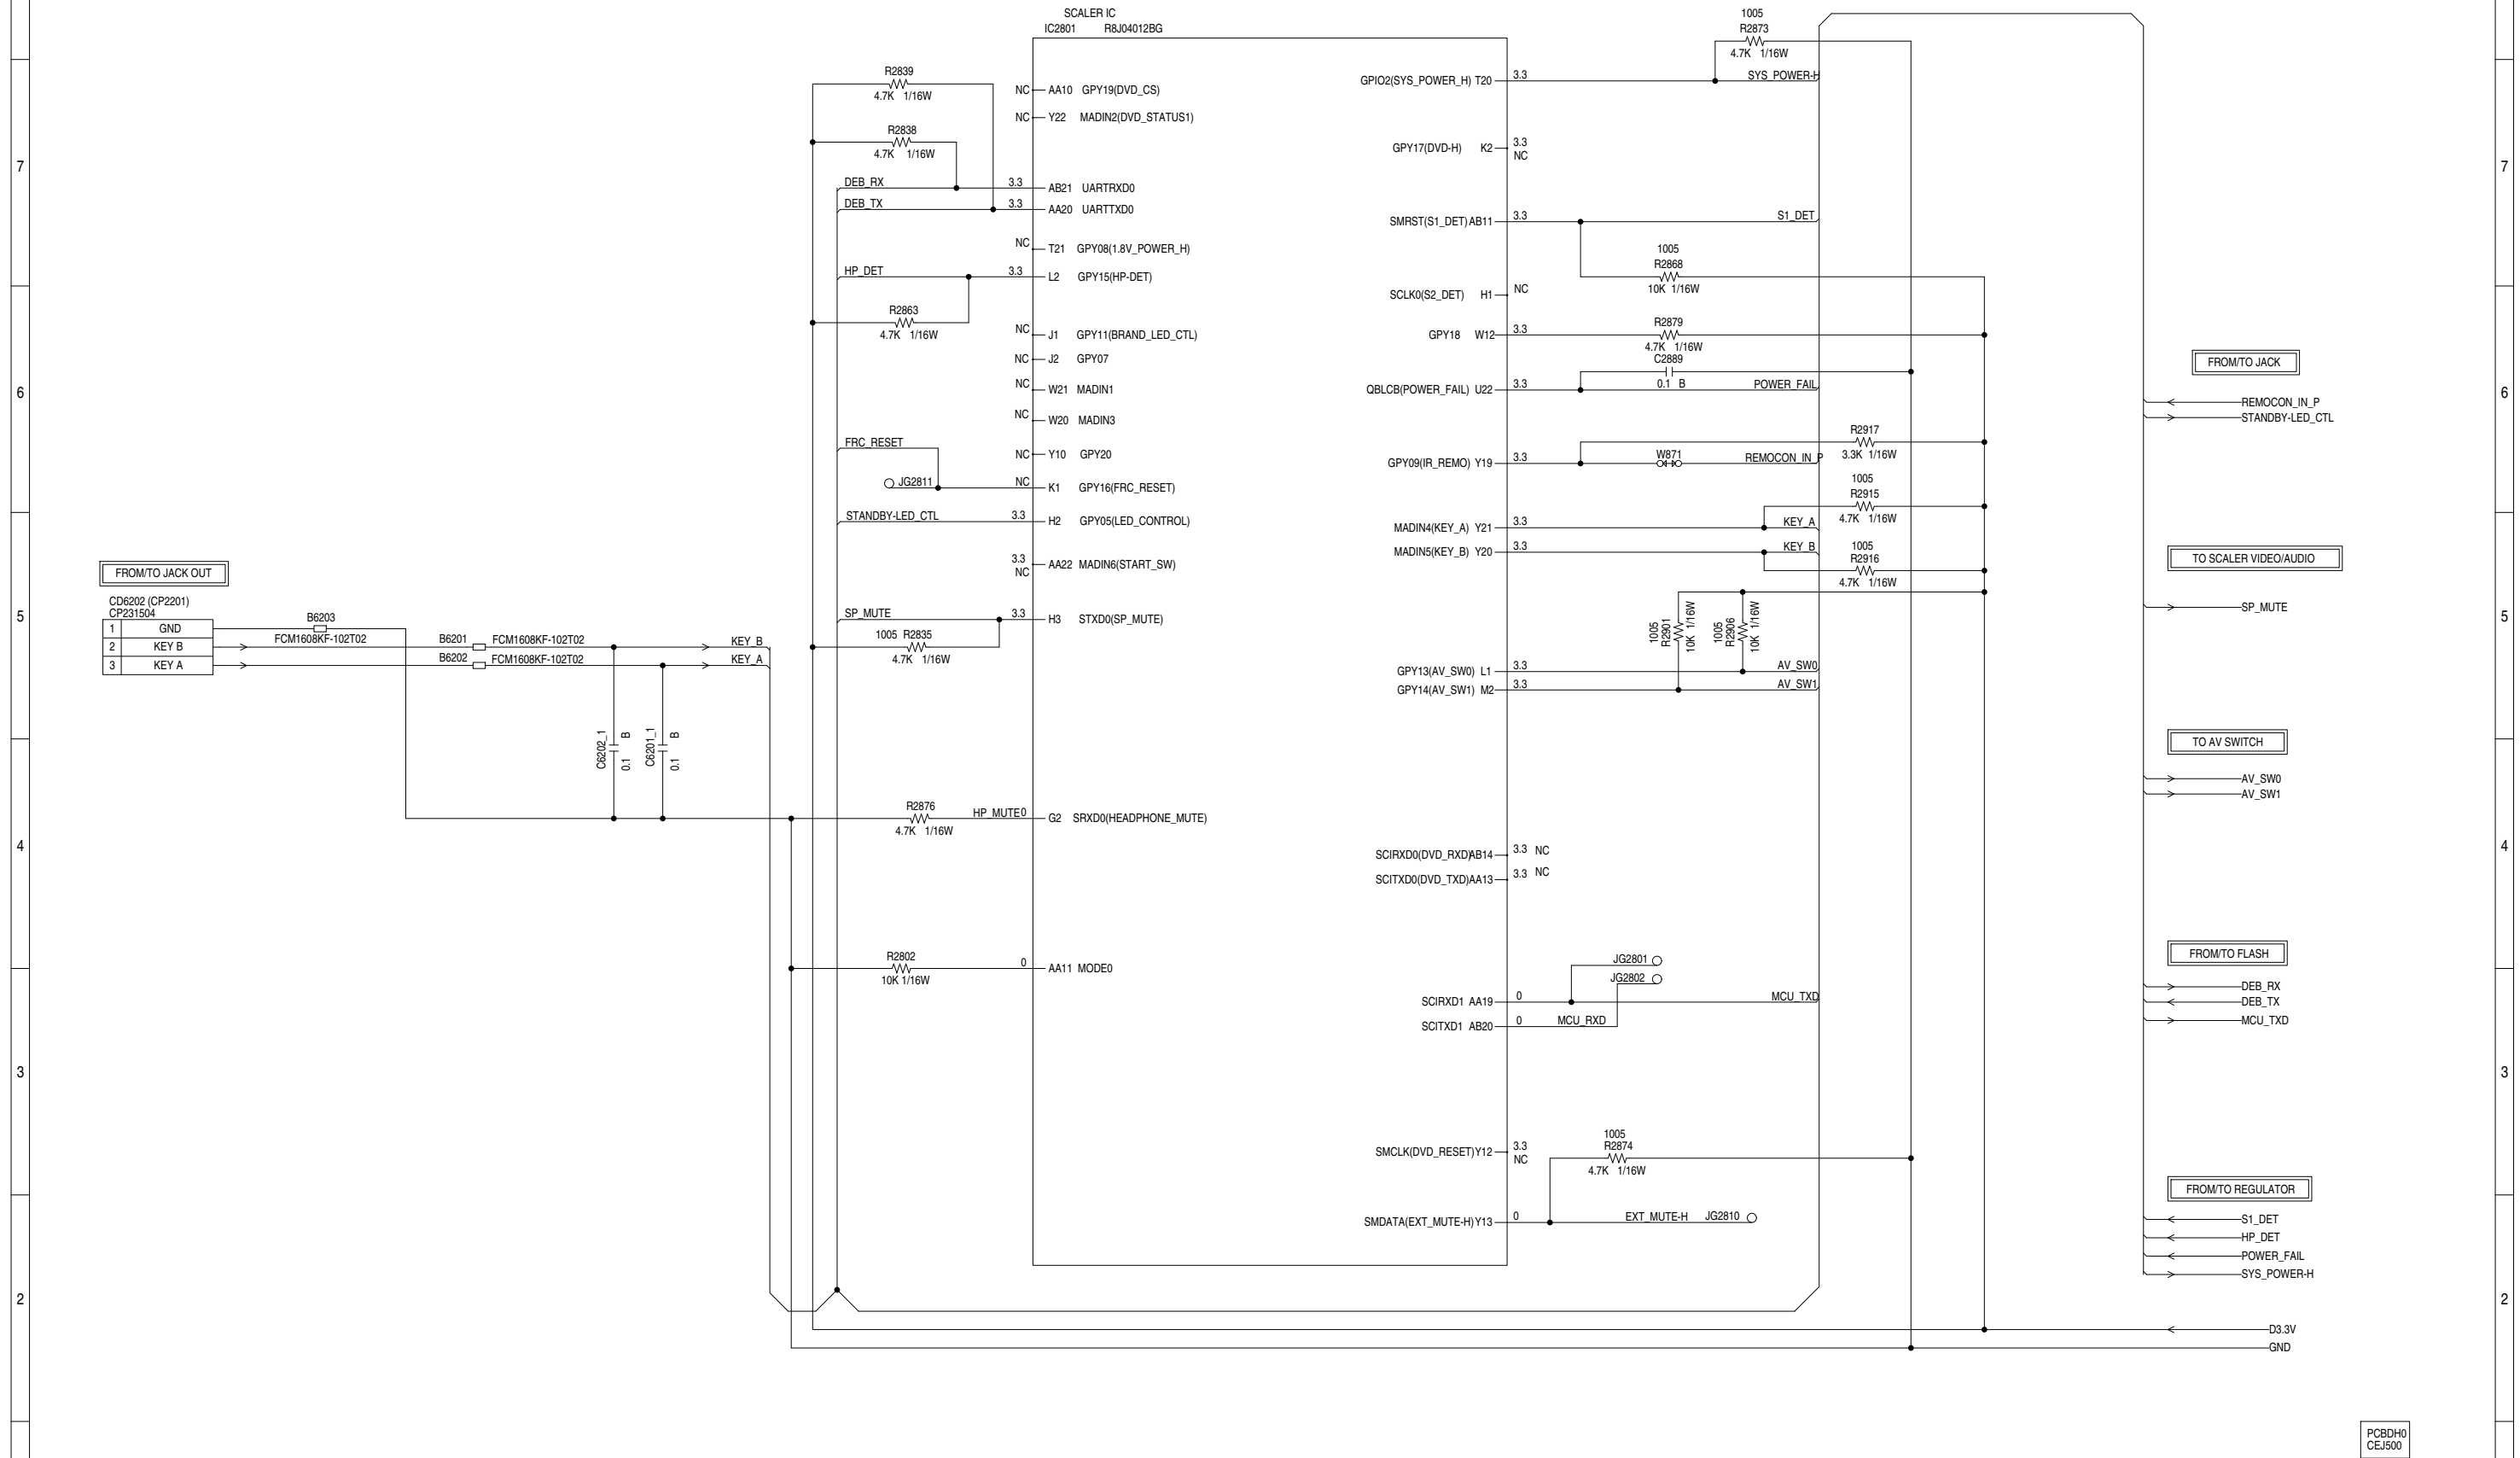 SCALER IC
IC2801 R8J04012BG
1005
R2873
4.7K 1/16W
GPIO2(SYS_POWER_H) T20 3.3 SYS_POWER-H
R2839
4.7K 1/16W
NC AA10 GPY19(DVD_CS)
NC Y22 MADIN2(DVD_STATUS1)
R2838
4.7K 1/16W
GPY17(DVD-H) K2 3.3
NC
7
7
DEB_RX 3.3 AB21 UARTRXD0
DEB_TX 3.3 AA20 UARTTXD0
SMRST(S1_DET) AB11 3.3 S1_DET
NC T21 GPY08(1.8V_POWER_H)
1005
R2868
10K 1/16W
HP_DET 3.3 L2 GPY15(HP-DET)
SCLK0(S2_DET) H1 NC
R2863
4.7K 1/16W
NC J1 GPY11(BRAND_LED_CTL)
GPY18 W12 3.3
R2879
4.7K 1/16W
NC J2 GPY07
C2889
0.1 B
NC W21 MADIN1
QBLCB(POWER_FAIL) U22 3.3 POWER_FAIL
FROM/TO JACK
6
6
REMOCON_IN_P
STANDBY-LED_CTL
NC W20 MADIN3
FRC_RESET
NC Y10 GPY20
R2917
3.3K 1/16W
GPY09(IR_REMO) Y19 3.3 W871 REMOCON_IN_P
JG2811
NC K1 GPY16(FRC_RESET)
1005
R2915
4.7K 1/16W
STANDBY-LED_CTL 3.3 H2 GPY05(LED_CONTROL)
MADIN4(KEY_A) Y21 3.3 KEY_A
MADIN5(KEY_B) Y20 3.3 KEY_B
1005
R2916
4.7K 1/16W
3.3
NC AA22 MADIN6(START_SW)
TO SCALER VIDEO/AUDIO
FROM/TO JACK OUT
CD6202 (CP2201)
CP231504
1 GND
2 KEY B
3 KEY A
5
5
B6203
FCM1608KF-102T02
B6201 FCM1608KF-102T02
B6202 FCM1608KF-102T02
KEY_B
KEY_A
SP_MUTE 3.3 H3 STXD0(SP_MUTE)
1005 R2835
4.7K 1/16W
1005
R2901
10K 1/16W
1005
R2906
10K 1/16W
SP_MUTE
GPY13(AV_SW0) L1 3.3 AV_SW0
GPY14(AV_SW1) M2 3.3 AV_SW1
C6202_1
0.1 B
C6201_1
0.1 B
TO AV SWITCH
AV_SW0
AV_SW1
R2876
4.7K 1/16W
HP_MUTE 0 G2 SRXD0(HEADPHONE_MUTE)
4
4
SCIRXD0(DVD_RXD) AB14 3.3 NC
SCITXD0(DVD_TXD) AA13 3.3 NC
R2802
10K 1/16W
0 AA11 MODE0
JG2801
JG2802
SCIRXD1 AA19 0 MCU_TXD
SCITXD1 AB20 0 MCU_RXD
FROM/TO FLASH
DEB_RX
DEB_TX
MCU_TXD
3
3
SMCLK(DVD_RESET) Y12 3.3
NC
1005
R2874
4.7K 1/16W
SMDATA(EXT_MUTE-H) Y13 0 EXT_MUTE-H JG2810
FROM/TO REGULATOR
S1_DET
HP_DET
POWER_FAIL
SYS_POWER-H
2
2
D3.3V
GND
PCBDH0
CEJ500